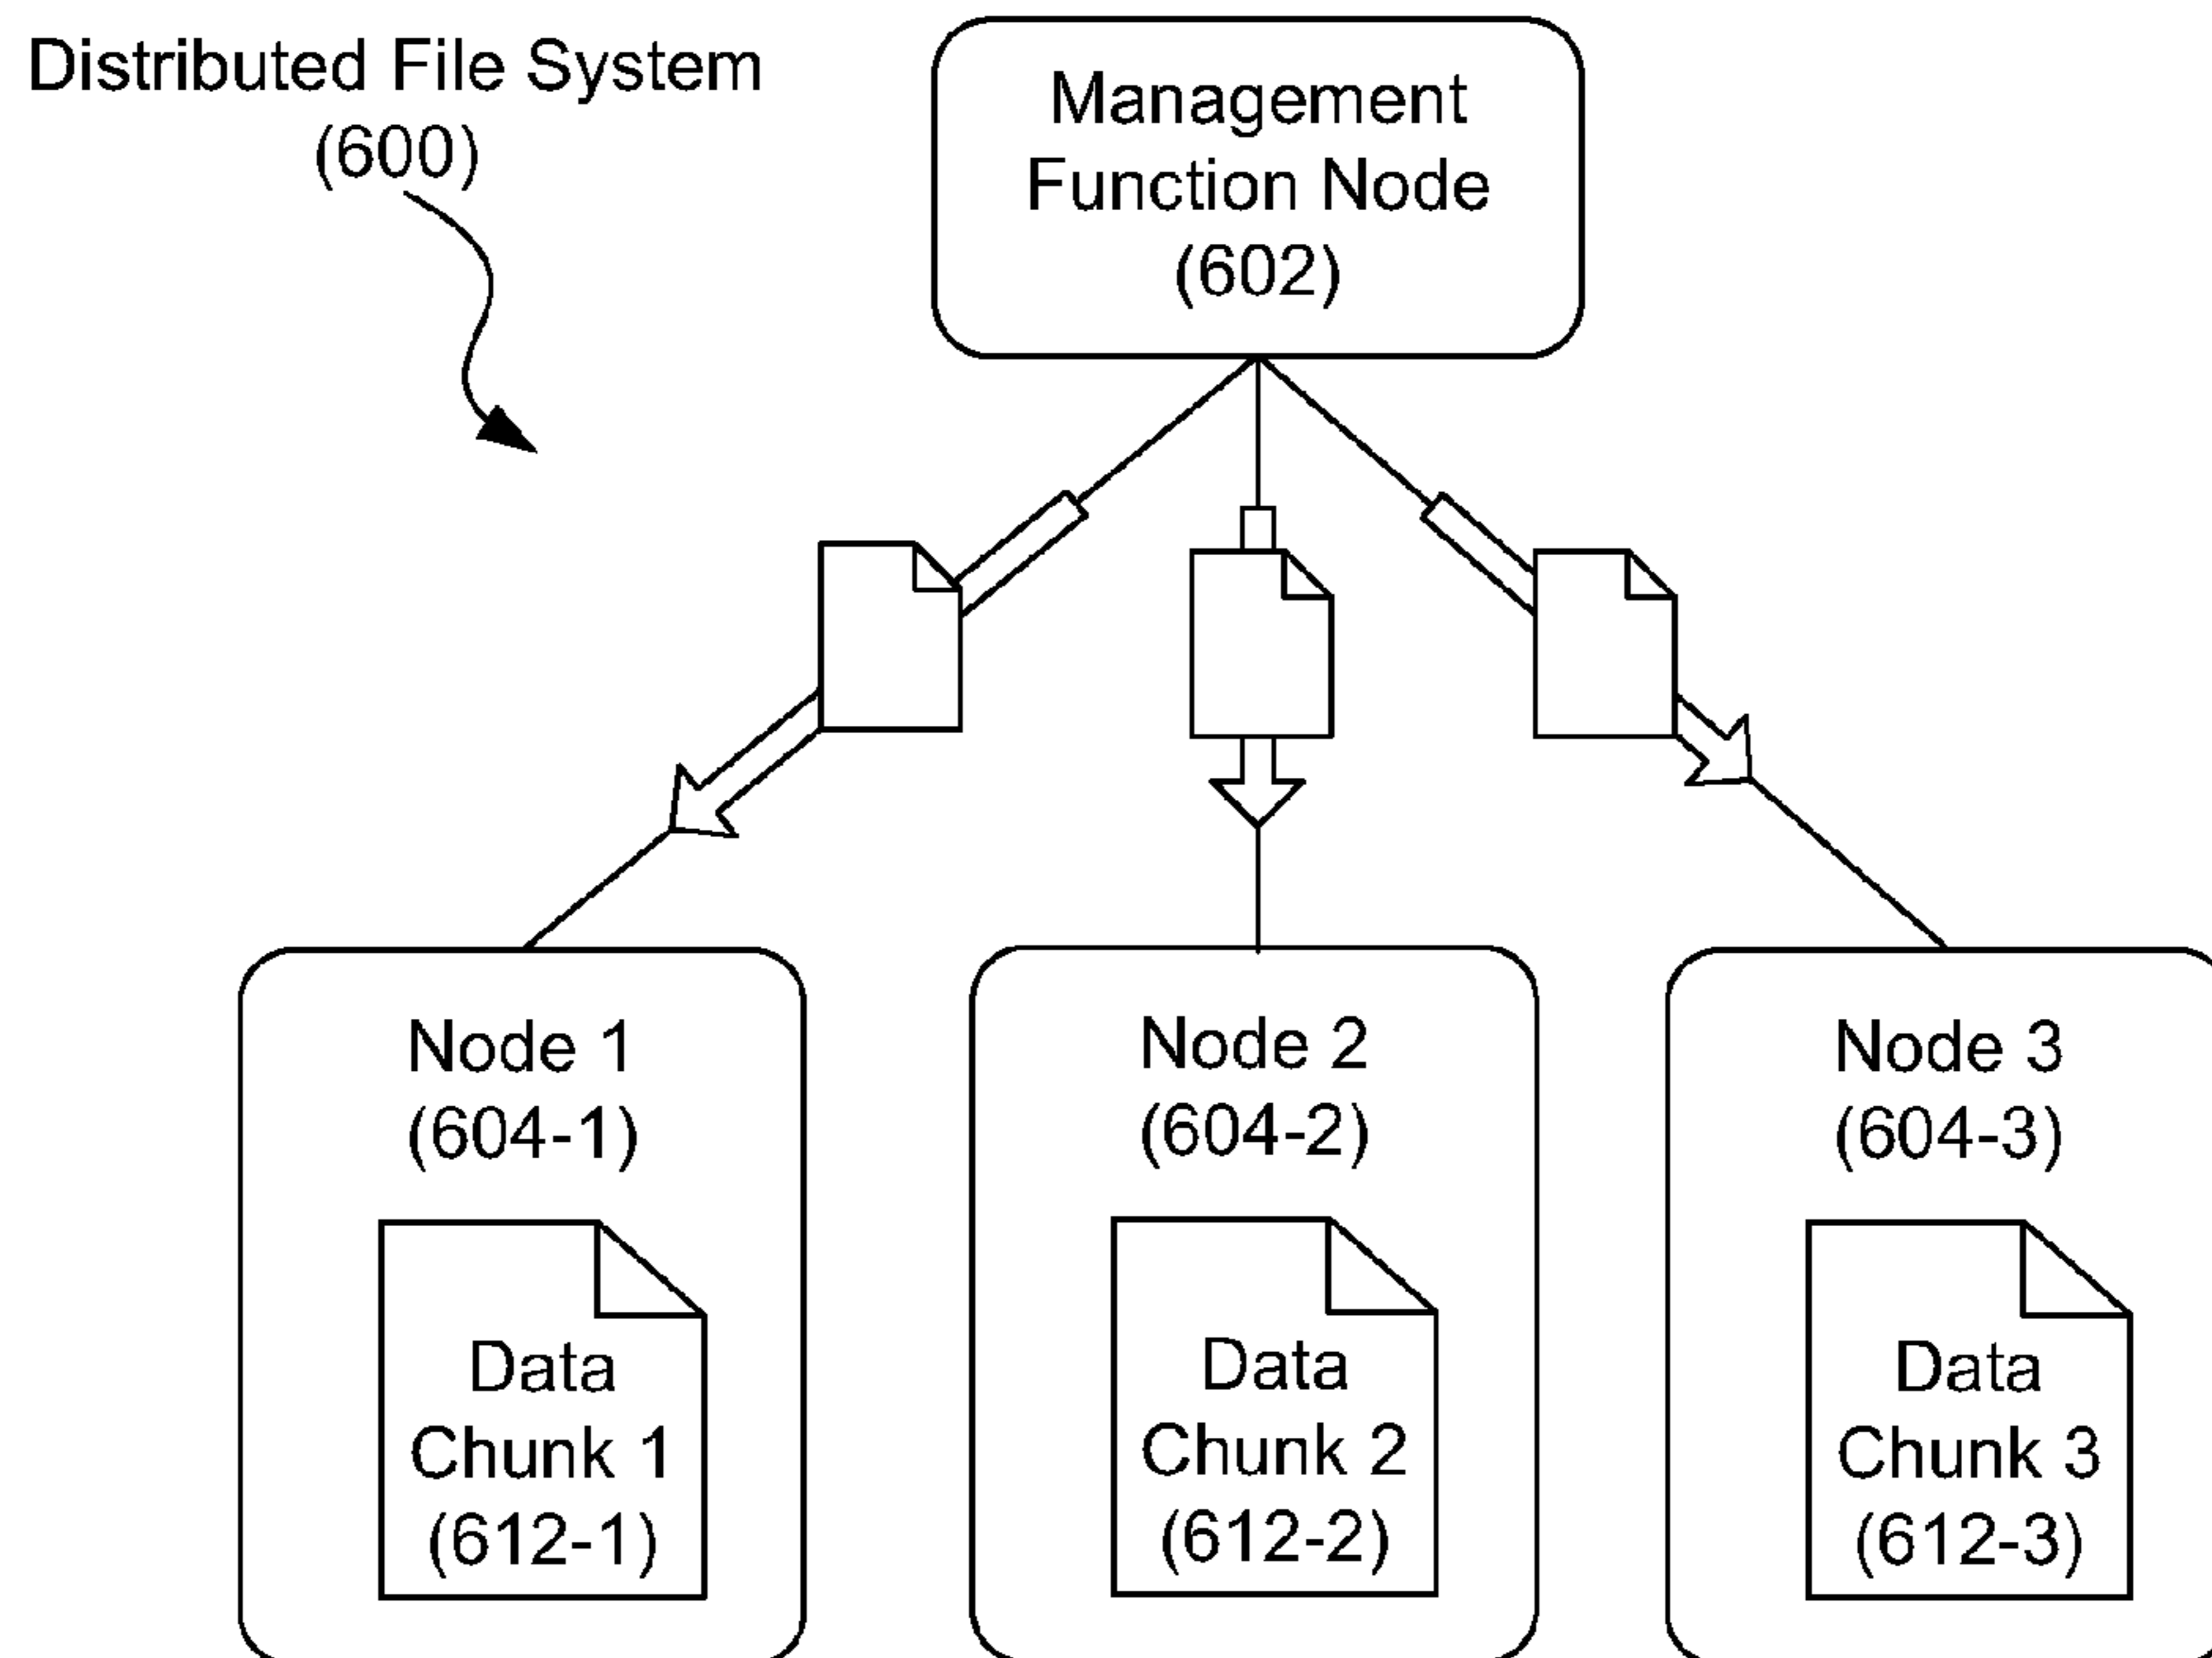 Distributed File System
(600)
Management
Function Node
(602)
Node 1
(604-1)
Data
Chunk 1
(612-1)
Node 2
(604-2)
Data
Chunk 2
(612-2)
Node 3
(604-3)
Data
Chunk 3
(612-3)